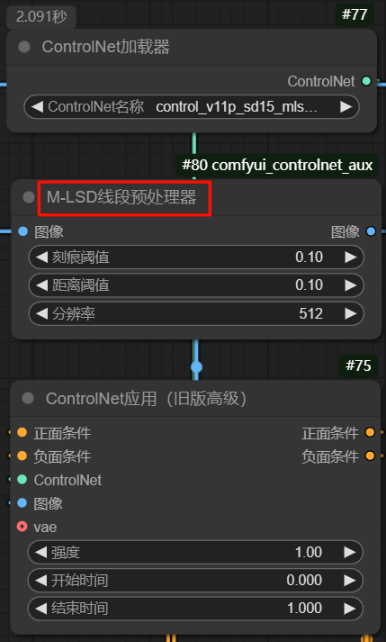 2.091秒
#77
ControlNet加载器
ControlNet
ControlNet名称 control_v11p_sd15_mls...
#80 comfyui_controlnet_aux
M-LSD线段预处理器
图像 图像
刻痕阈值 0.10
距离阈值 0.10
分辨率 512
#75
ControlNet应用（旧版高级）
正面条件 正面条件
负面条件 负面条件
ControlNet
图像
vae
强度 1.00
开始时间 0.000
结束时间 1.000